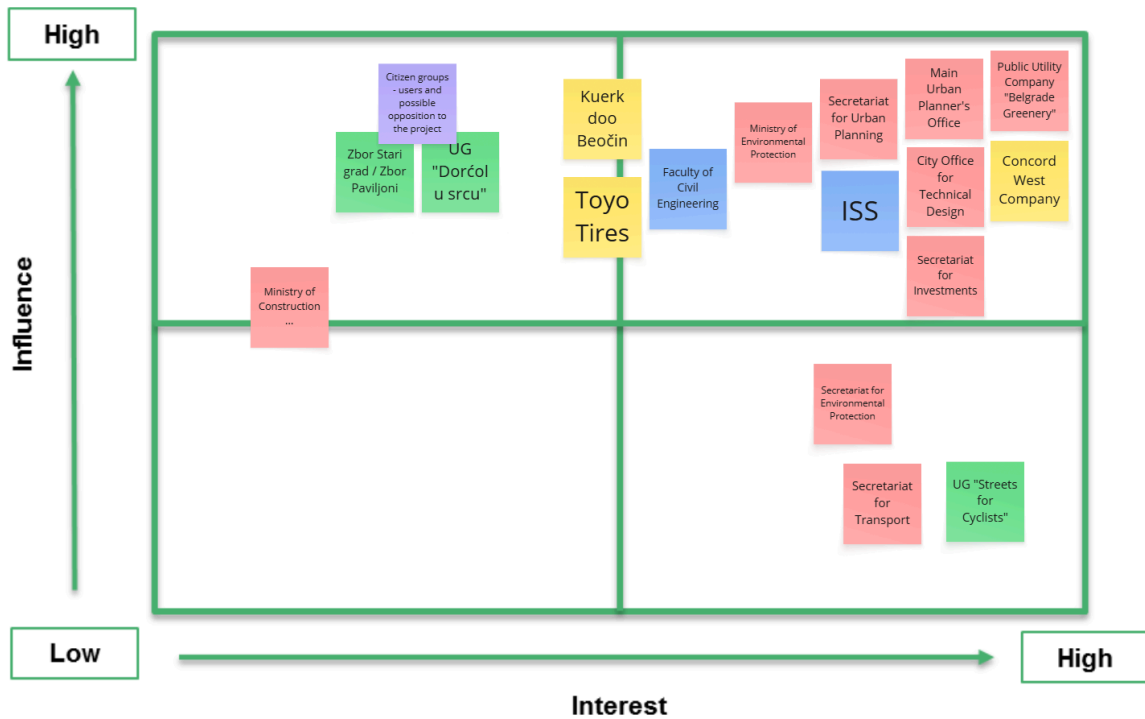 High
Influence
Low
High
Interest
Citizen groups
- users and
possible
opposition to
the project
Zbor Stari
grad / Zbor
Paviljoni
UG
"Dorćol
u srcu"
Ministry of
Construction
...
Kuerk
doo
Beočin
Toyo
Tires
Faculty of
Civil
Engineering
Ministry of
Environmental
Protection
Secretariat
for Urban
Planning
ISS
Main
Urban
Planner's
Office
City Office
for
Technical
Design
Secretariat
for
Investments
Public Utility
Company
"Belgrade
Greenery"
Concord
West
Company
Secretariat for
Environmental
Protection
Secretariat
for
Transport
UG "Streets
for
Cyclists"